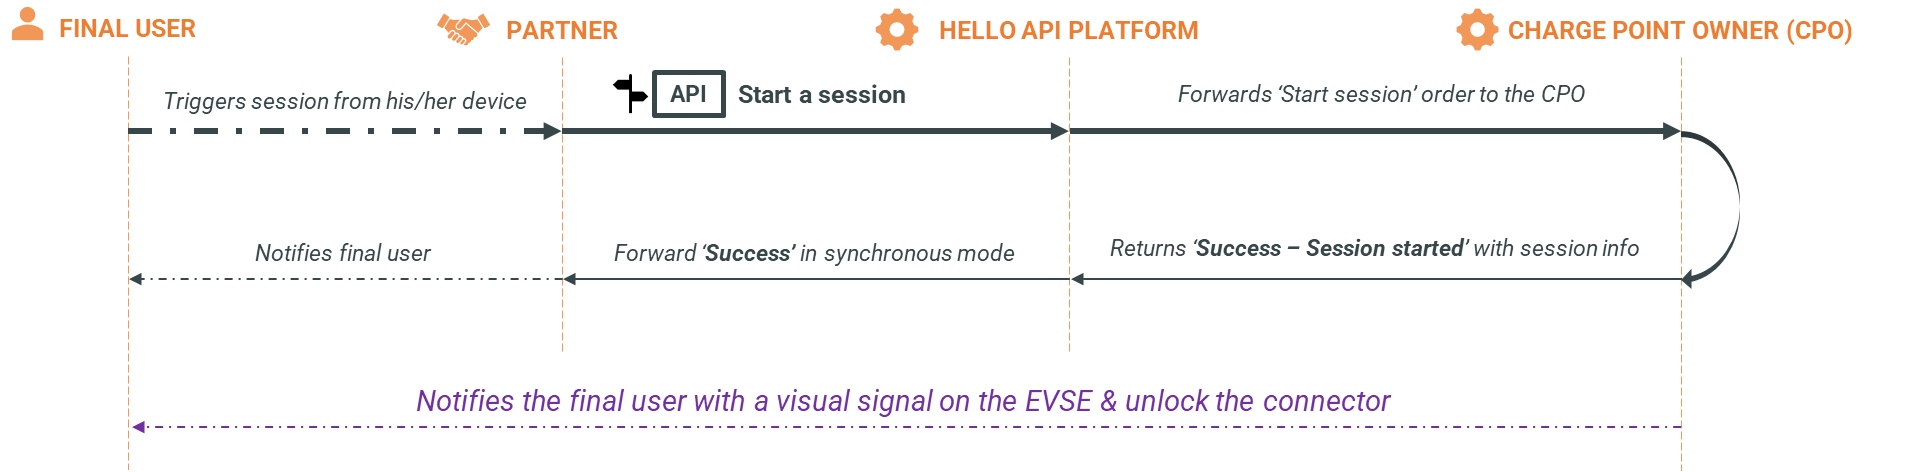 FINAL USER
PARTNER
HELLO API PLATFORM
CHARGE POINT OWNER (CPO)
Triggers session from his/her device
API
Start a session
Forwards ‘Start session’ order to the CPO
Notifies final user
Forward ‘Success’ in synchronous mode
Returns ‘Success – Session started’ with session info
Notifies the final user with a visual signal on the EVSE & unlock the connector